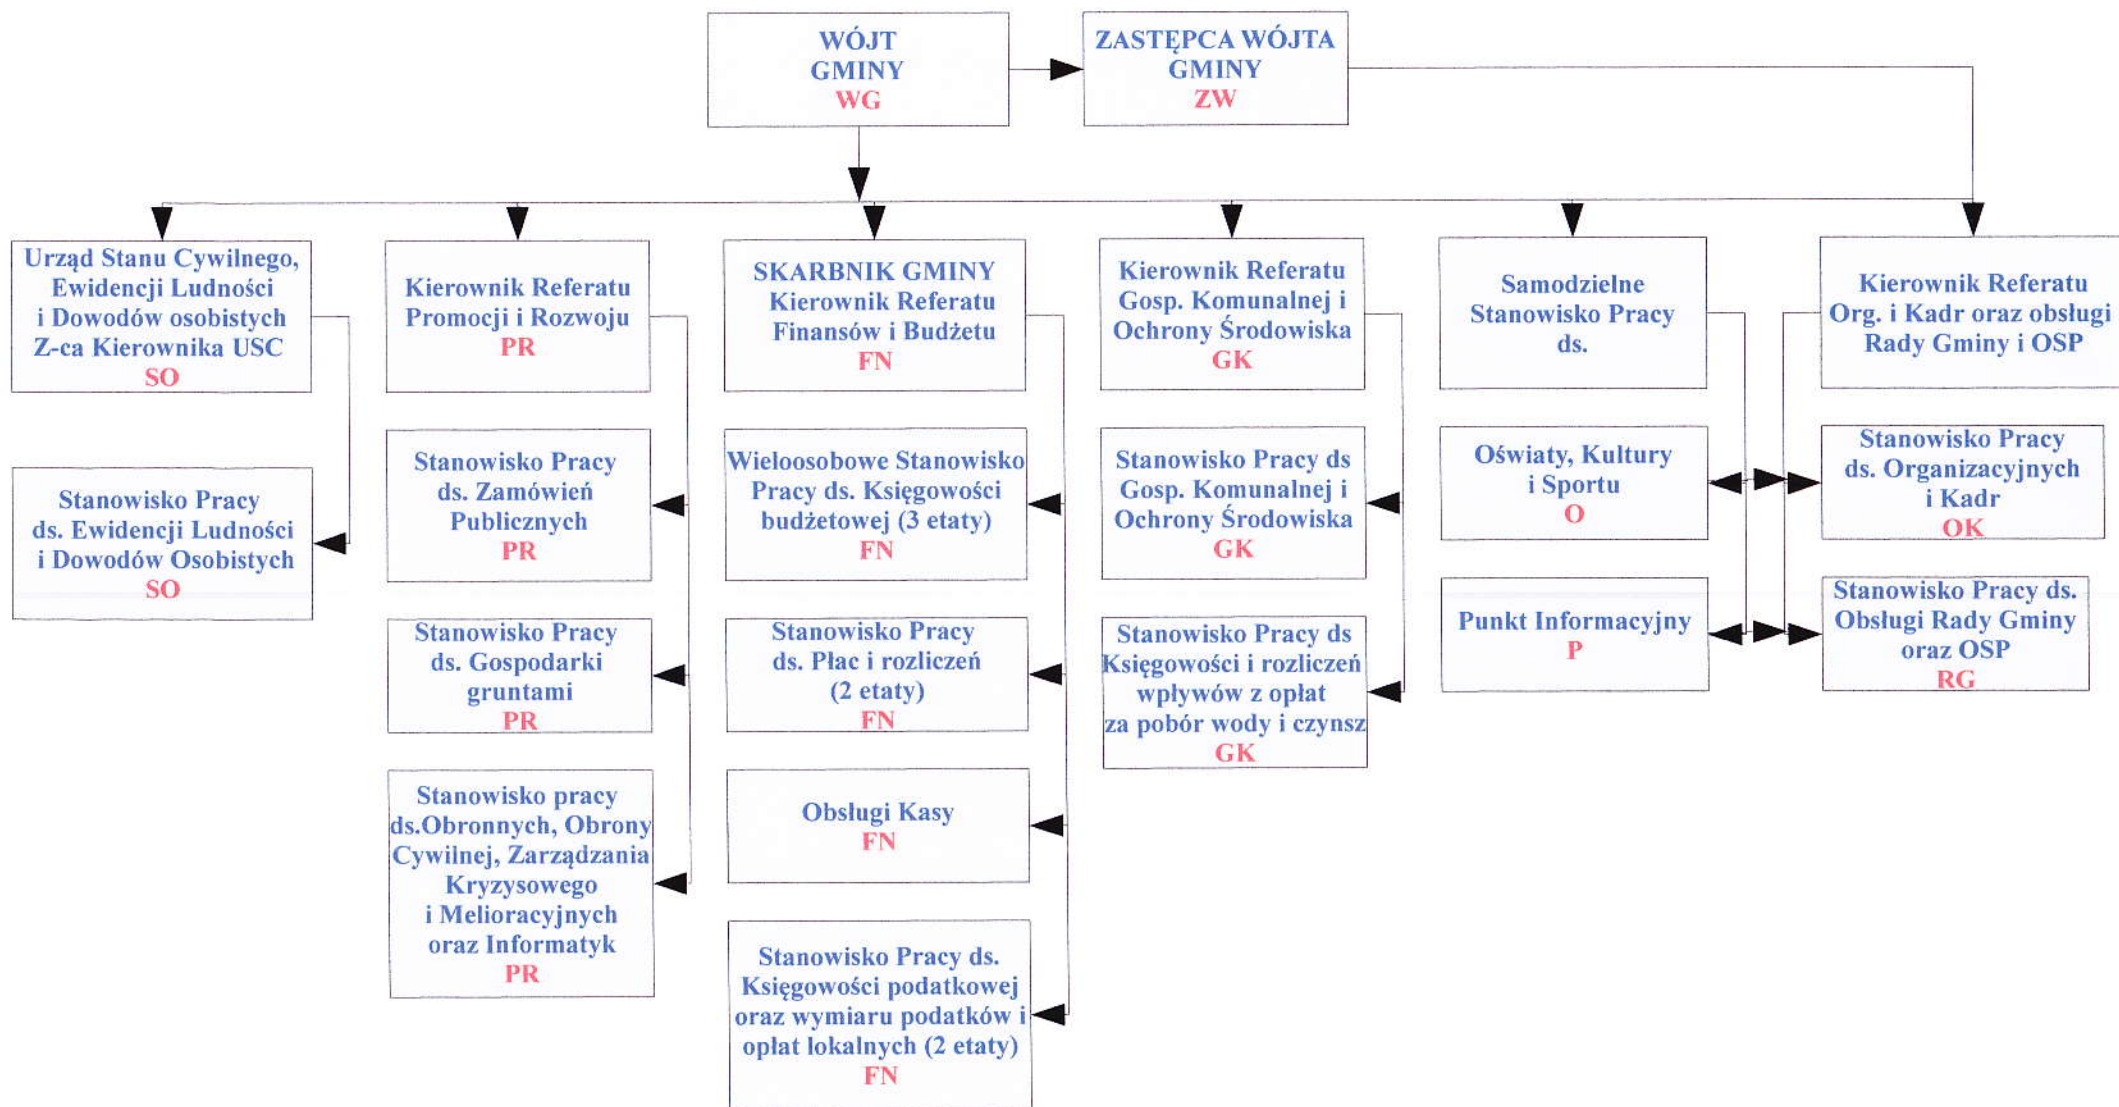 WÓJT
GMINY
WG
ZASTĘPCA WÓJTA
GMINY
ZW
Urząd Stanu Cywilnego,
Ewidencji Ludności
i Dowodów osobistych
Z-ca Kierownika USC
SO
Kierownik Referatu
Promocji i Rozwoju
PR
SKARBNIK GMINY
Kierownik Referatu
Finansów i Budżetu
FN
Kierownik Referatu
Gosp. Komunalnej i
Ochrony Środowiska
GK
Samodzielne
Stanowisko Pracy
ds.
Kierownik Referatu
Org. i Kadr oraz obsługi
Rady Gminy i OSP
Stanowisko Pracy
ds. Ewidencji Ludności
i Dowodów Osobistych
SO
Stanowisko Pracy
ds. Zamówień
Publicznych
PR
Wieloosobowe Stanowisko
Pracy ds. Księgowości
budżetowej (3 etaty)
FN
Stanowisko Pracy ds
Gosp. Komunalnej i
Ochrony Środowiska
GK
Oświaty, Kultury
i Sportu
O
Stanowisko Pracy
ds. Organizacyjnych
i Kadr
OK
Stanowisko Pracy
ds. Gospodarki
gruntami
PR
Stanowisko Pracy
ds. Płac i rozliczeń
(2 etaty)
FN
Stanowisko Pracy ds
Księgowości i rozliczeń
wpływów z opłat
za pobór wody i czynsz
GK
Punkt Informacyjny
P
Stanowisko Pracy ds.
Obsługi Rady Gminy
oraz OSP
RG
Stanowisko pracy
ds.Obronnych, Obrony
Cywilnej, Zarządzania
Kryzysowego
i Melioracyjnych
oraz Informatyk
PR
Obsługi Kasy
FN
Stanowisko Pracy ds.
Księgowości podatkowej
oraz wymiaru podatków i
opłat lokalnych (2 etaty)
FN